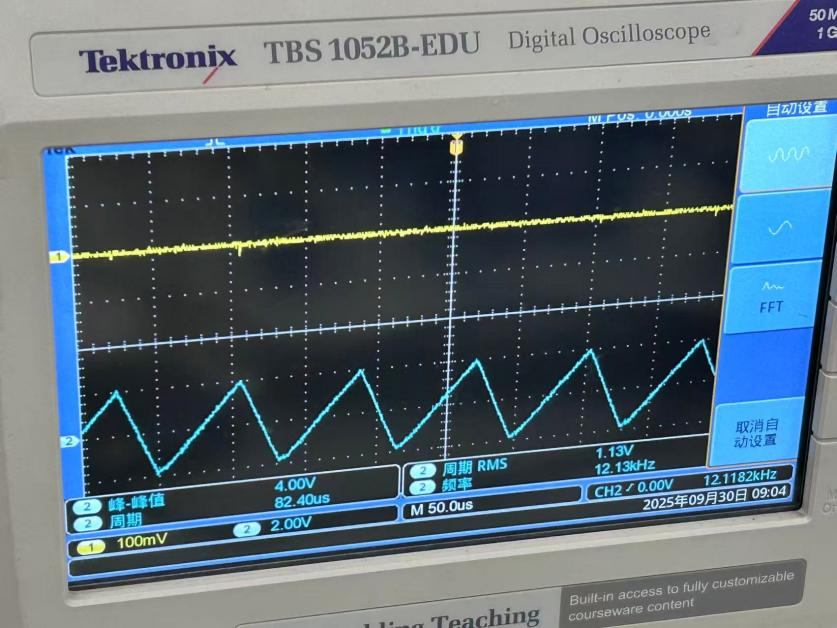 Tektronix TBS 1052B-EDU Digital Oscilloscope
50M
1G
Tek M Pos: 0.000s 自动设置
1
FFT
2
取消自
动设置
2 峰-峰值 4.00V
2 周期 82.40us
2 周期 RMS 1.13V
2 频率 12.13kHz
1 100mV 2 2.00V
M 50.0us
CH2 / 0.00V 12.1182kHz
2025年09月30日 09:04
Teaching
Built-in access to fully customizable
courseware content